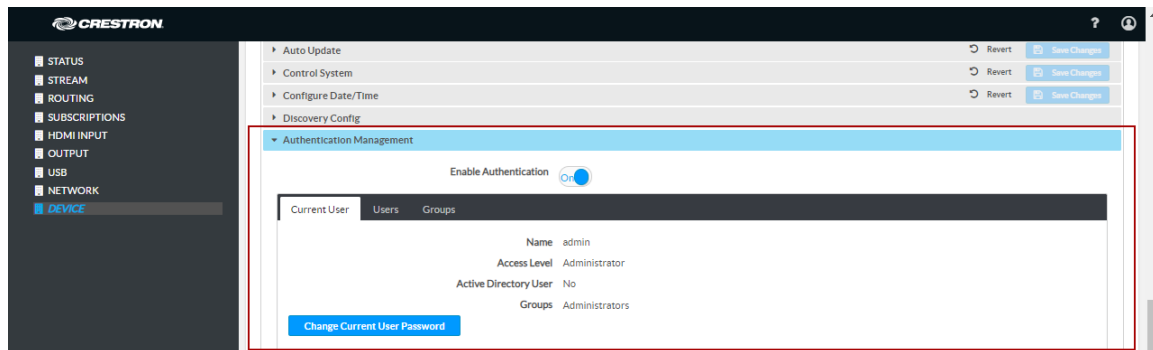 CRESTRON
?
STATUS
STREAM
ROUTING
SUBSCRIPTIONS
HDMI INPUT
OUTPUT
USB
NETWORK
DEVICE
Auto Update Revert Save Changes
Control System Revert Save Changes
Configure Date/Time Revert Save Changes
Discovery Config
Authentication Management
Enable Authentication On
Current User Users Groups
Name admin
Access Level Administrator
Active Directory User No
Groups Administrators
Change Current User Password